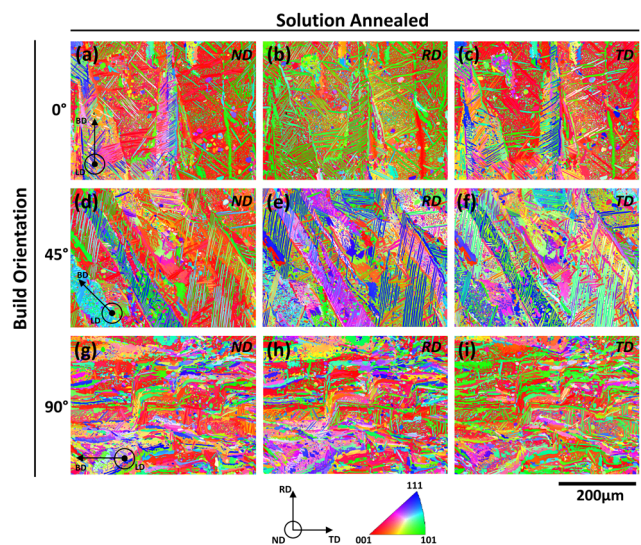 Solution Annealed
Build Orientation
0°
(a) ND
BD
LD
(b) RD
(c) TD
45°
(d) ND
BD
LD
(e) RD
(f) TD
90°
(g) ND
BD
LD
(h) RD
(i) TD
200µm
RD
ND
TD
111
001
101